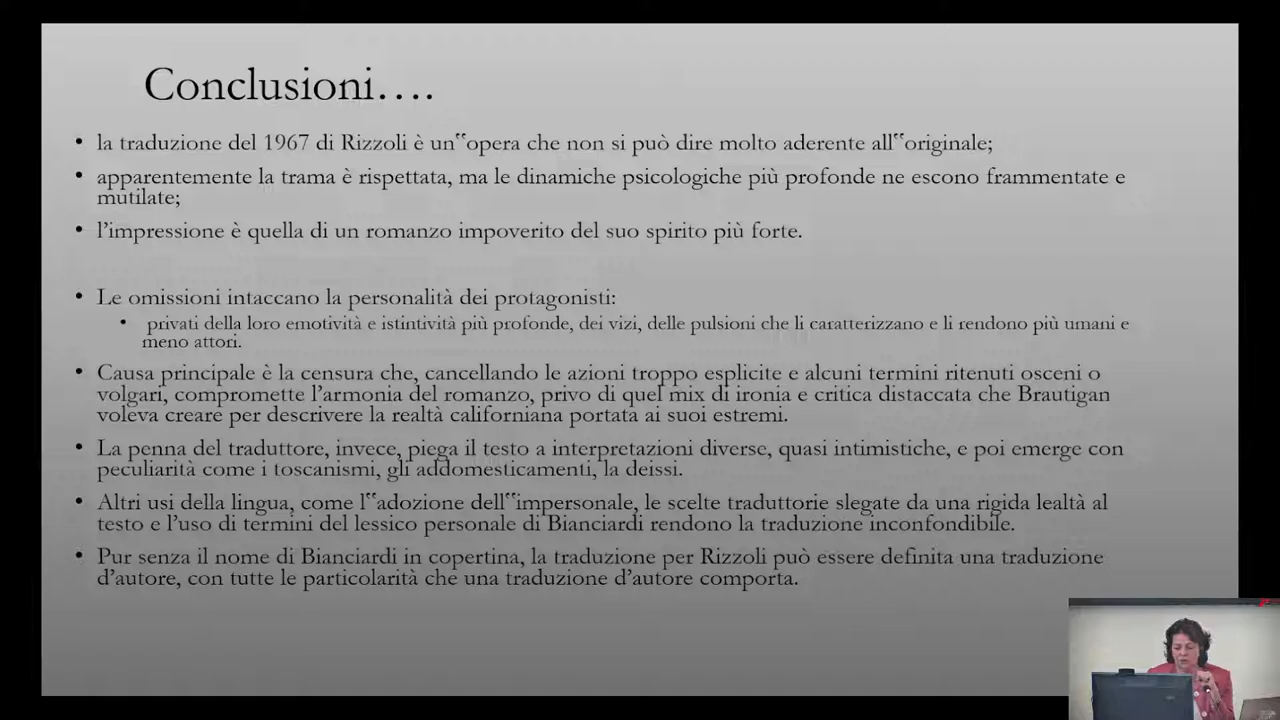 Conclusioni….
• la traduzione del 1967 di Rizzoli è un‟opera che non si può dire molto aderente all‟originale;
• apparentemente la trama è rispettata, ma le dinamiche psicologiche più profonde ne escono frammentate e
mutilate;
• l’impressione è quella di un romanzo impoverito del suo spirito più forte.
• Le omissioni intaccano la personalità dei protagonisti:
• privati della loro emotività e istintività più profonde, dei vizi, delle pulsioni che li caratterizzano e li rendono più umani e
meno attori.
• Causa principale è la censura che, cancellando le azioni troppo esplicite e alcuni termini ritenuti osceni o
volgari, compromette l’armonia del romanzo, privo di quel mix di ironia e critica distaccata che Brautigan
voleva creare per descrivere la realtà californiana portata ai suoi estremi.
• La penna del traduttore, invece, piega il testo a interpretazioni diverse, quasi intimistiche, e poi emerge con
peculiarità come i toscanismi, gli addomesticamenti, la deissi.
• Altri usi della lingua, come l‟adozione dell‟impersonale, le scelte traduttorie slegate da una rigida lealtà al
testo e l’uso di termini del lessico personale di Bianciardi rendono la traduzione inconfondibile.
• Pur senza il nome di Bianciardi in copertina, la traduzione per Rizzoli può essere definita una traduzione
d’autore, con tutte le particolarità che una traduzione d’autore comporta.